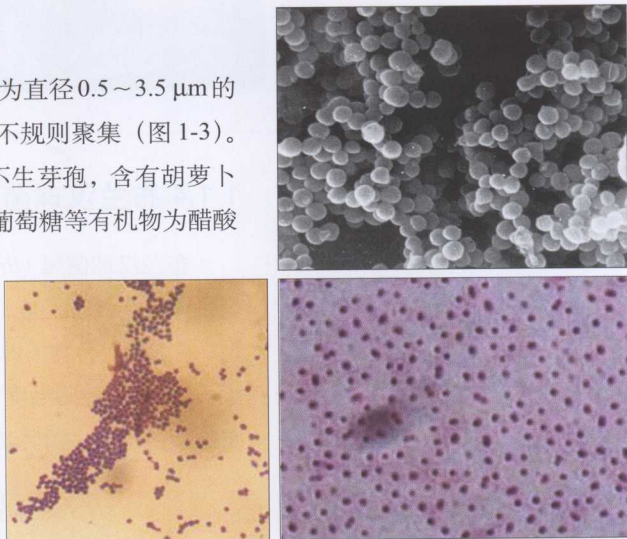 为直径0.5~3.5 μm的
不规则聚集（图1-3）。
不生芽孢，含有胡萝卜
葡萄糖等有机物为醋酸